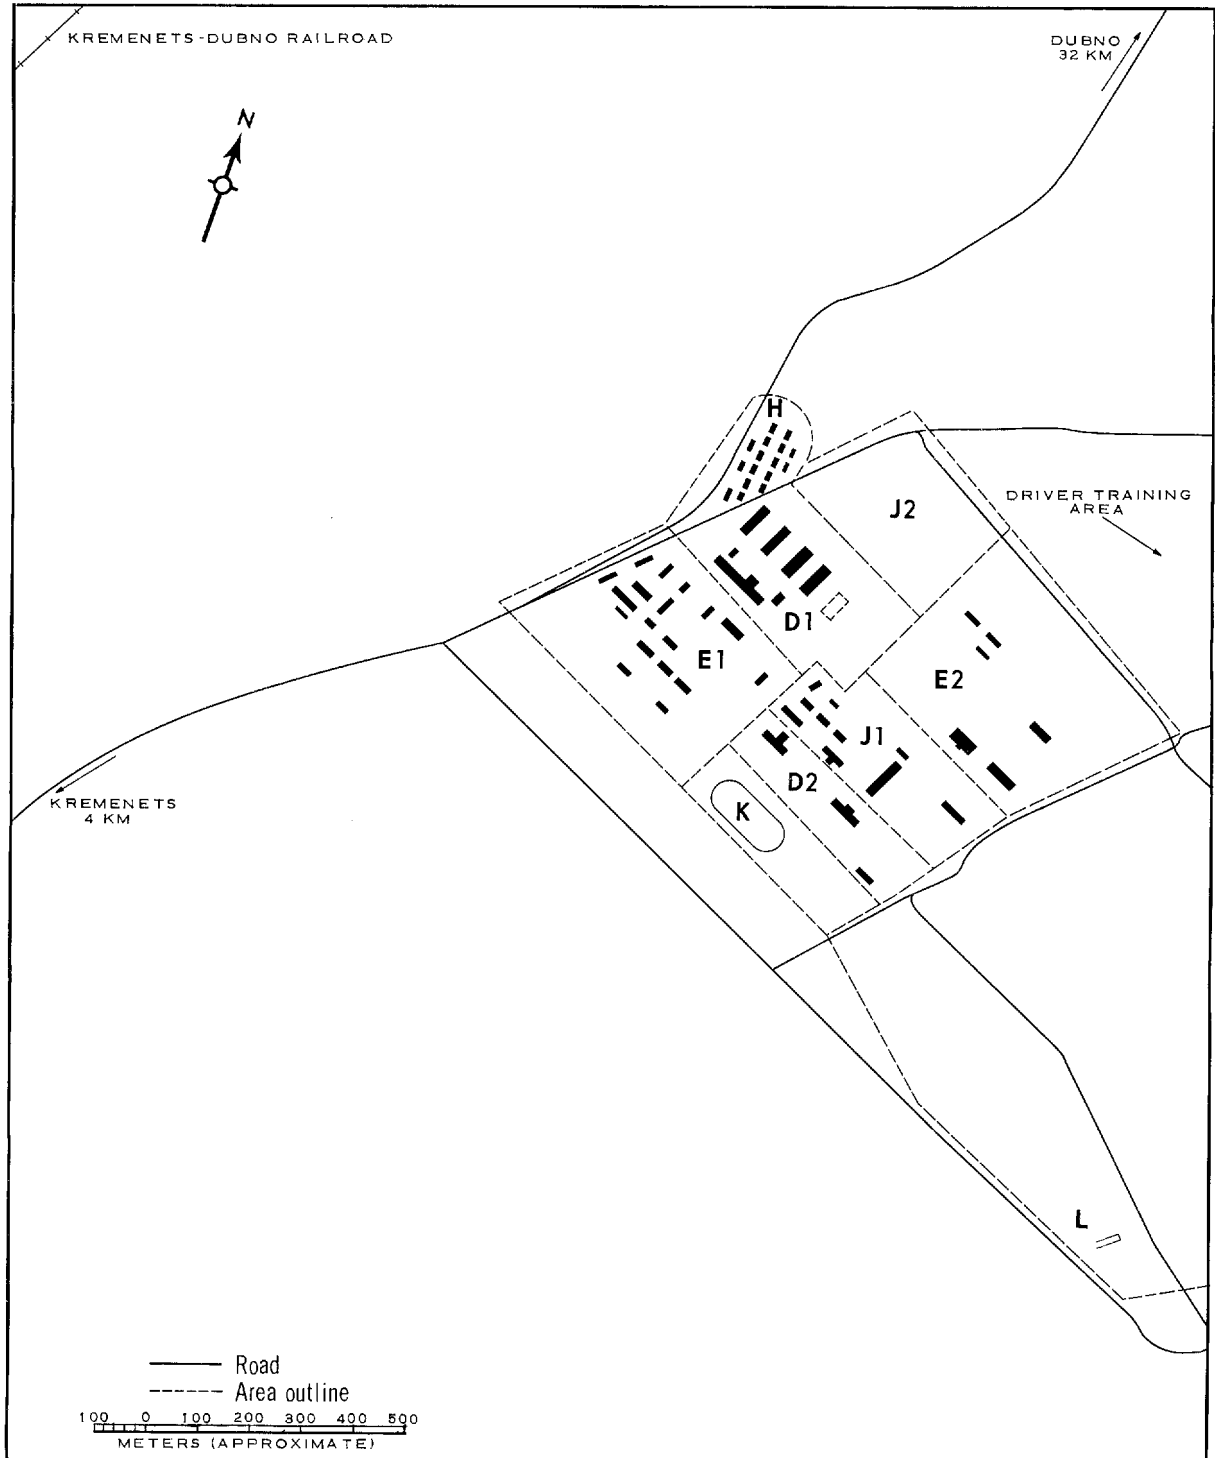 KREMENETS-DUBNO RAILROAD
DUBNO
32 KM
N
H
J2
DRIVER TRAINING
AREA
D1
E1
E2
J1
D2
K
KREMENETS
4 KM
L
Road
Area outline
100 0 100 200 300 400 500
METERS (APPROXIMATE)